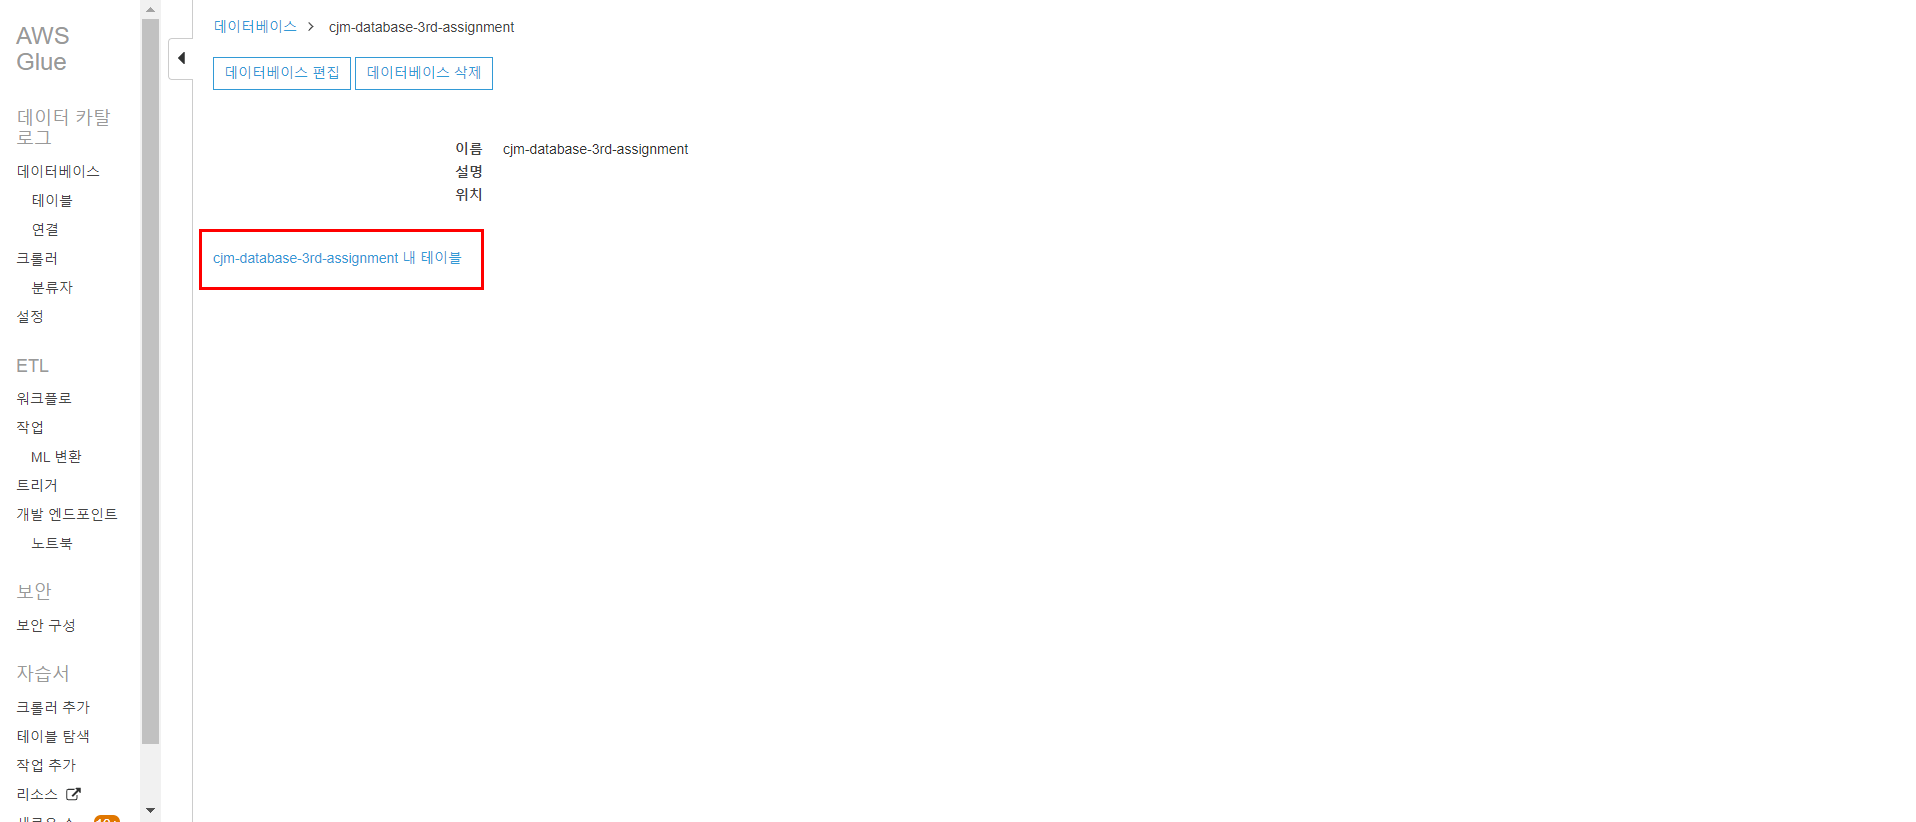 AWS
Glue
데이터 카탈
로그
데이터베이스
테이블
연결
크롤러
분류자
설정
ETL
워크플로
작업
ML 변환
트리거
개발 엔드포인트
노트북
보안
보안 구성
자습서
크롤러 추가
테이블 탐색
작업 추가
리소스
데이터베이스 > cjm-database-3rd-assignment
데이터베이스 편집 데이터베이스 삭제
이름 cjm-database-3rd-assignment
설명
위치
cjm-database-3rd-assignment 내 테이블